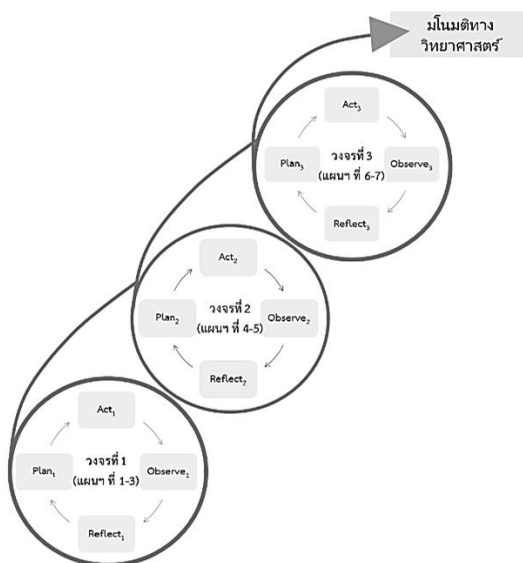 มโนมติทาง
วิทยาศาสตร์
Act₃
Plan₃
วงจรที่ 3
(แผนฯ ที่ 6-7)
Observe₃
Reflect₃
Act₂
Plan₂
วงจรที่ 2
(แผนฯ ที่ 4-5)
Observe₂
Reflect₂
Act₁
Plan₁
วงจรที่ 1
(แผนฯ ที่ 1-3)
Observe₁
Reflect₁